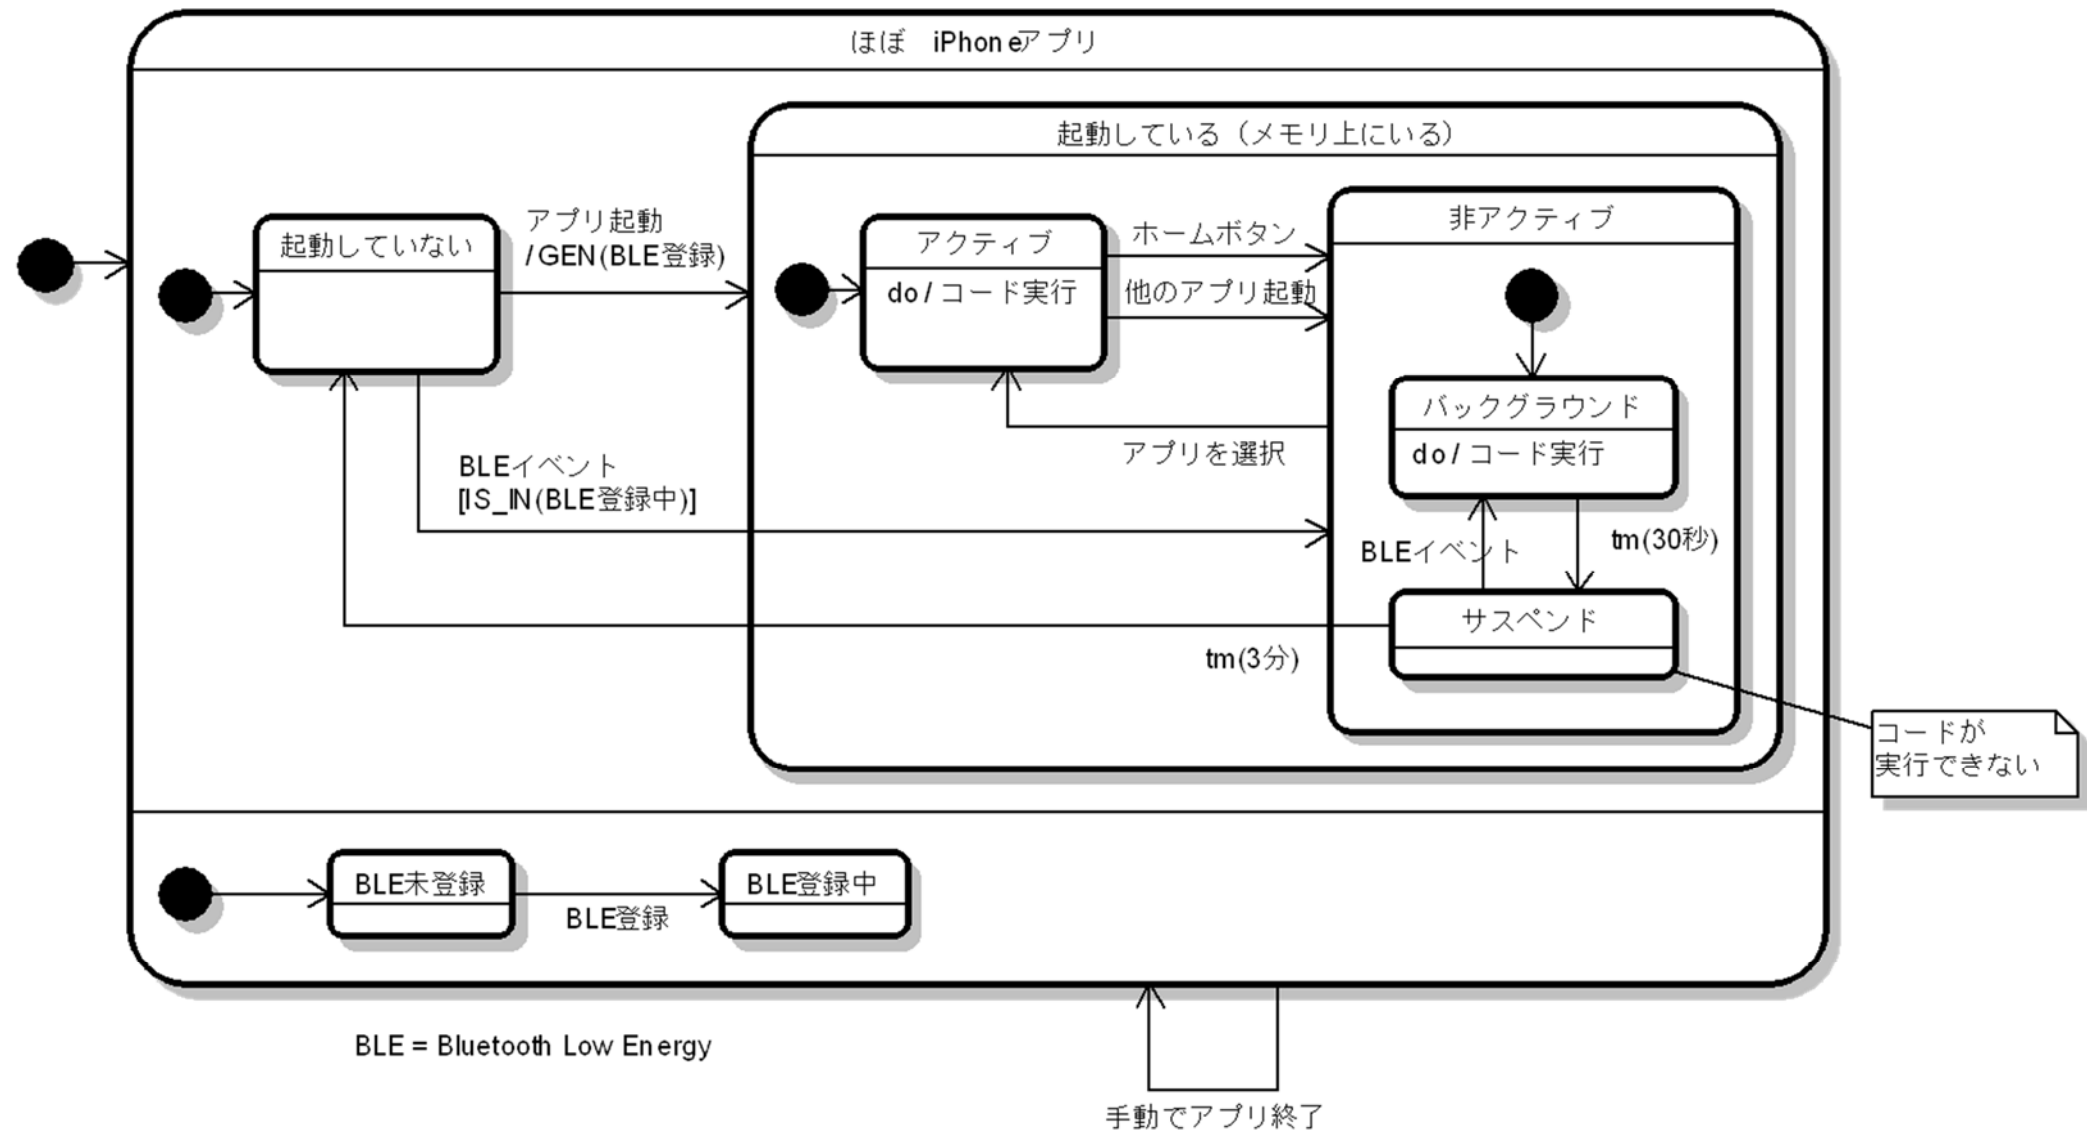 ほぼ　iPhoneアプリ
起動している（メモリ上にいる）
起動していない
アプリ起動
/GEN(BLE登録)
アクティブ
do / コード実行
ホームボタン
他のアプリ起動
非アクティブ
バックグラウンド
do / コード実行
アプリを選択
BLEイベント
[IS_IN(BLE登録中)]
BLEイベント
tm(30秒)
サスペンド
tm(3分)
コードが
実行できない
BLE未登録
BLE登録
BLE登録中
BLE = Bluetooth Low Energy
手動でアプリ終了